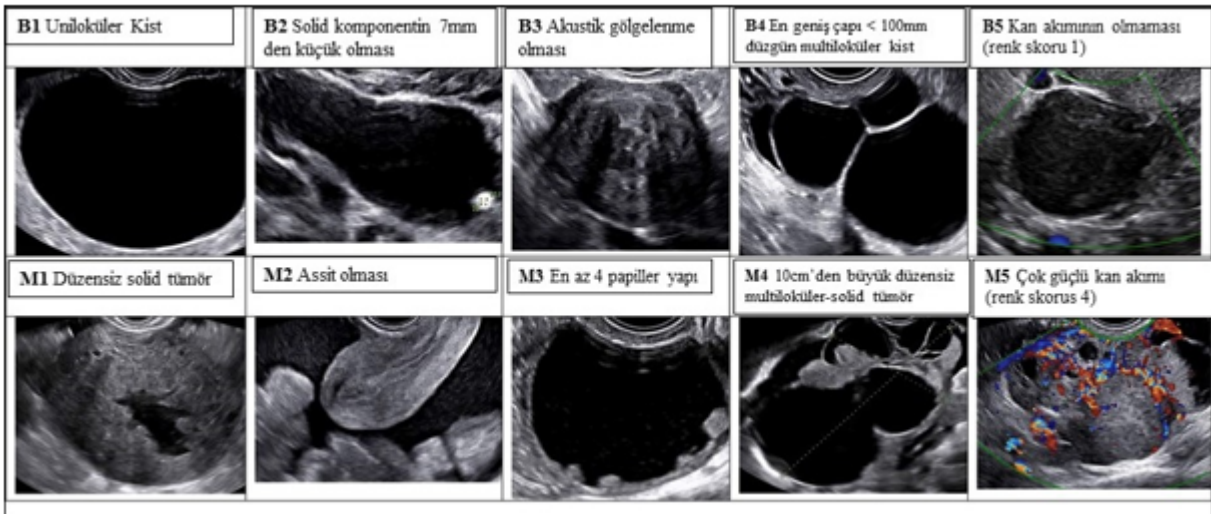 B1 Uniloküler Kist
B2 Solid komponentin 7mm
den küçük olması
B3 Akustik gölgelenme
olması
B4 En geniş çapı < 100mm
düzgün multiloküler kist
B5 Kan akımının olmaması
(renk skoru 1)
M1 Düzensiz solid tümör
M2 Assit olması
M3 En az 4 papiller yapı
M4 10cm'den büyük düzensiz
multiloküler-solid tümör
M5 Çok güçlü kan akımı
(renk skorus 4)